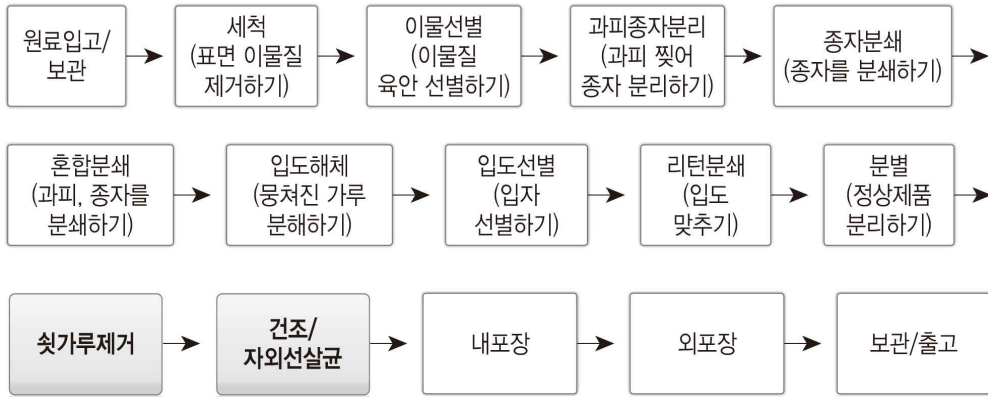 원료입고/
보관
세척
(표면 이물질
제거하기)
이물선별
(이물질
육안 선별하기)
과피종자분리
(과피 찢어
종자 분리하기)
종자분쇄
(종자를 분쇄하기)
혼합분쇄
(과피, 종자를
분쇄하기)
입도해체
(뭉쳐진 가루
분해하기)
입도선별
(입자
선별하기)
리턴분쇄
(입도
맞추기)
분별
(정상제품
분리하기)
쇳가루제거
건조/
자외선살균
내포장
외포장
보관/출고